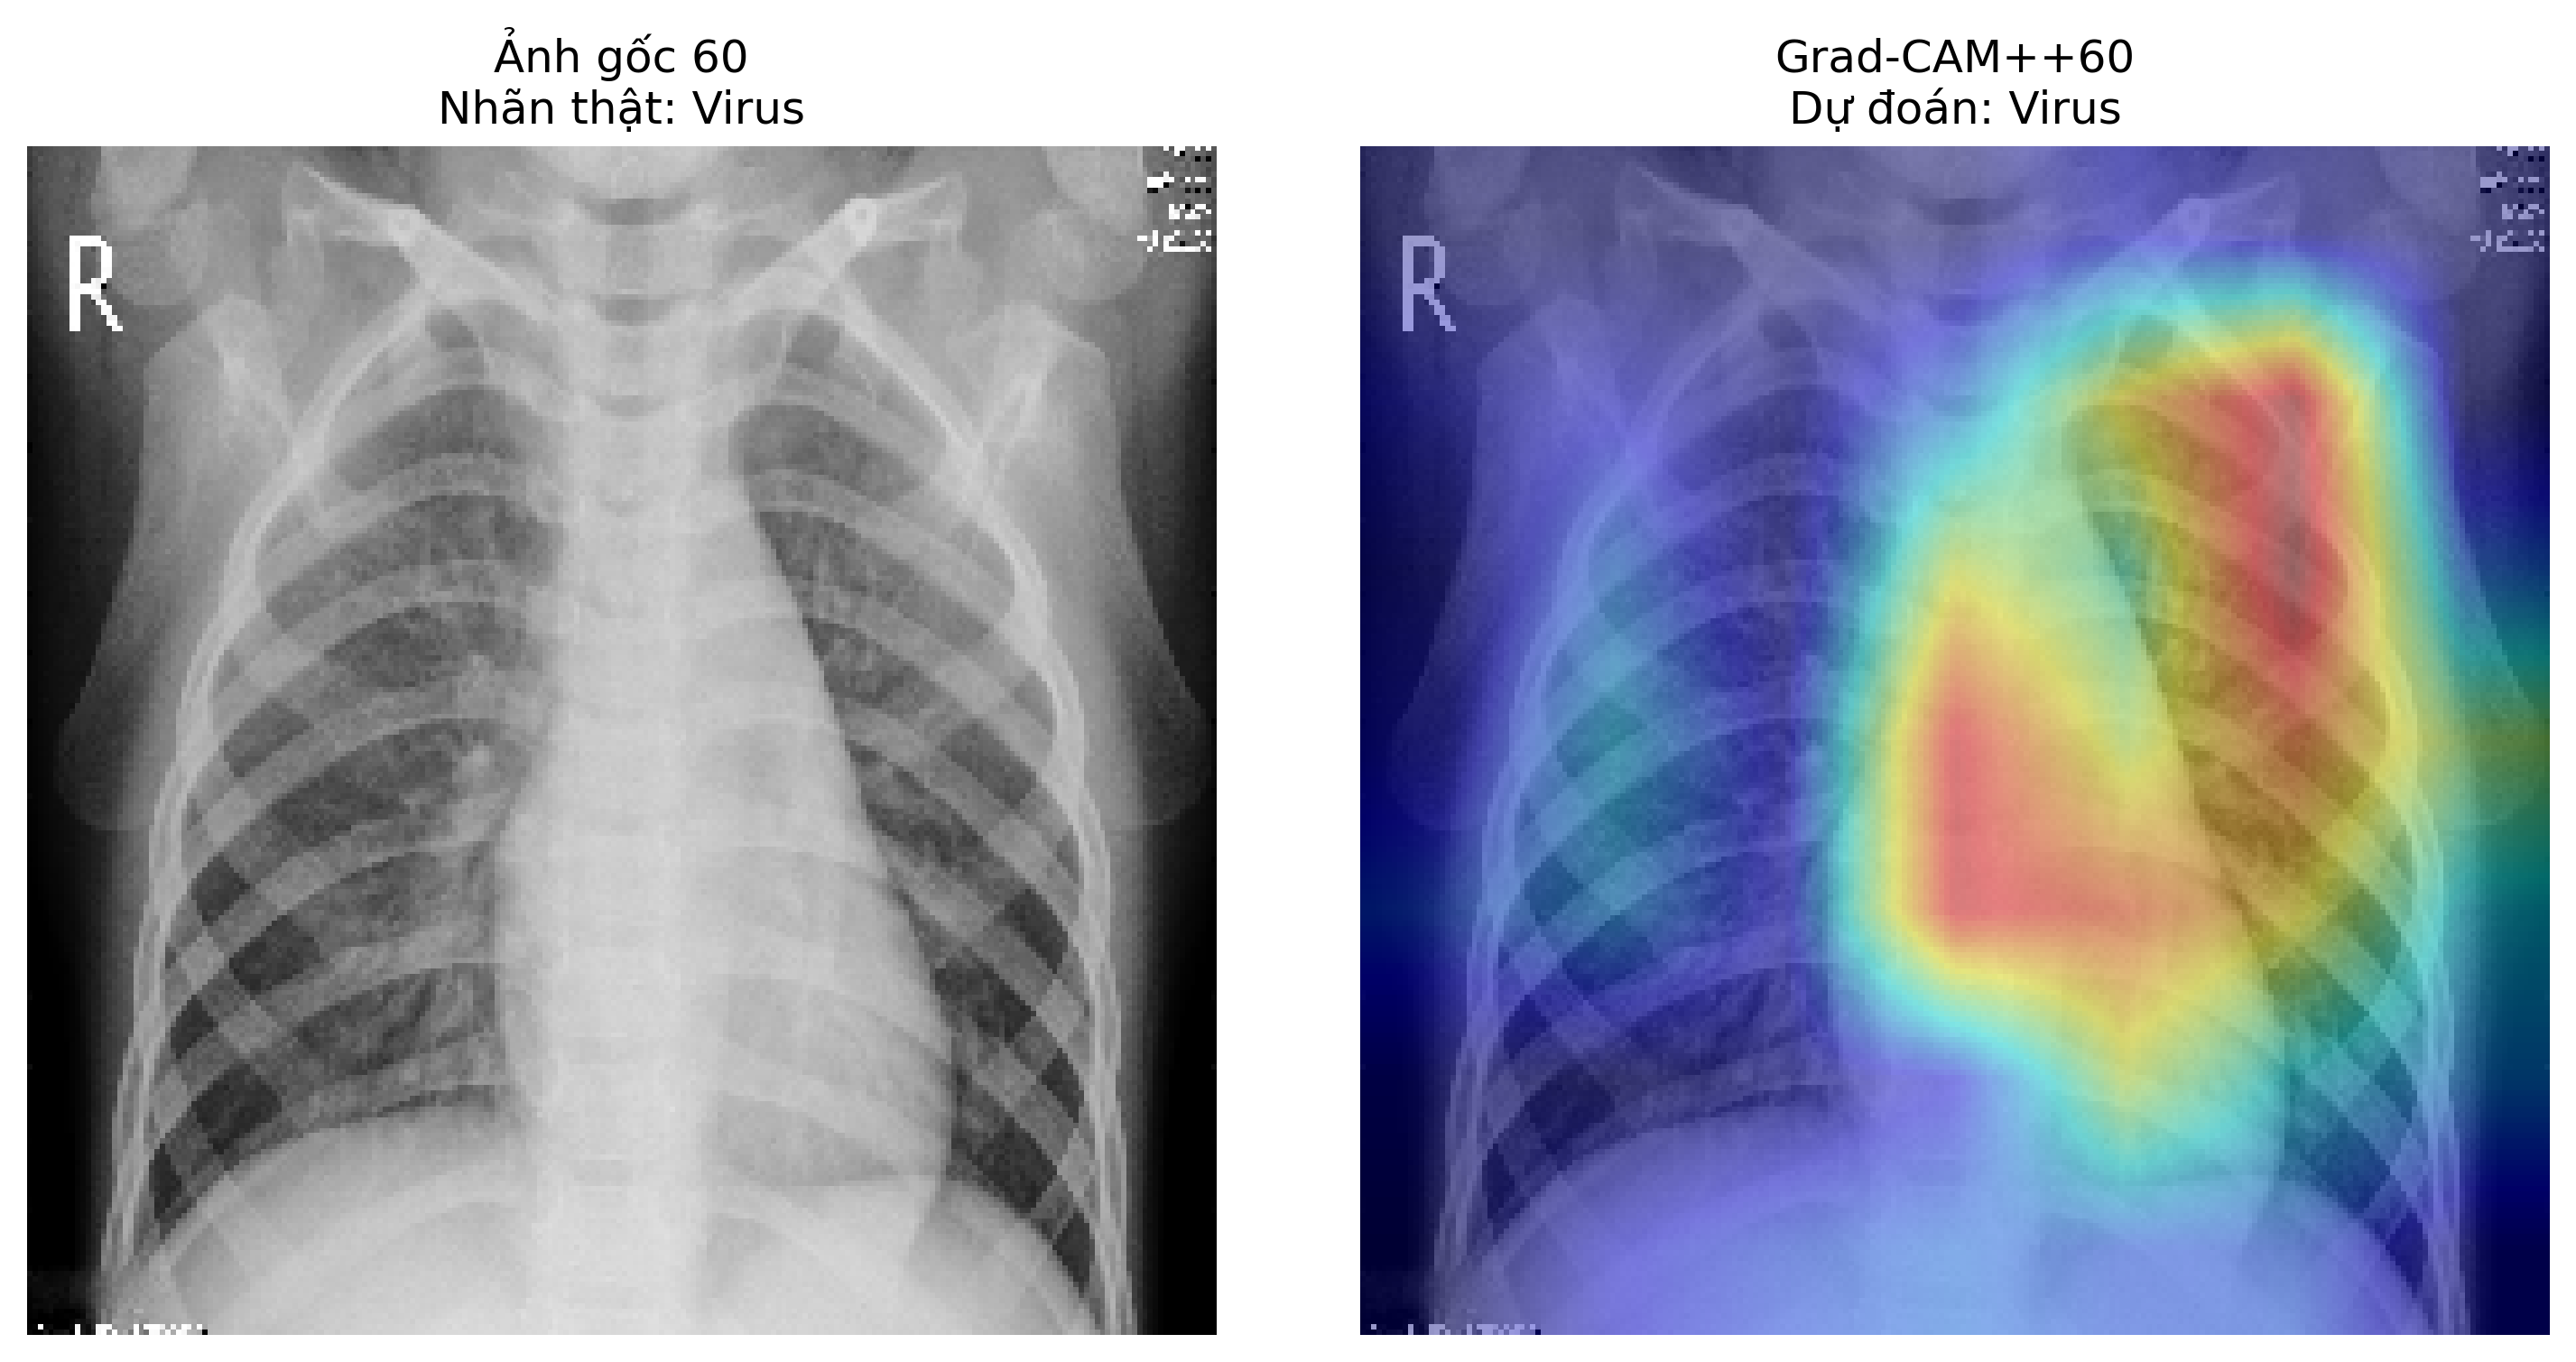 Ảnh gốc 60
Nhãn thật: Virus
Grad-CAM++60
Dự đoán: Virus
R